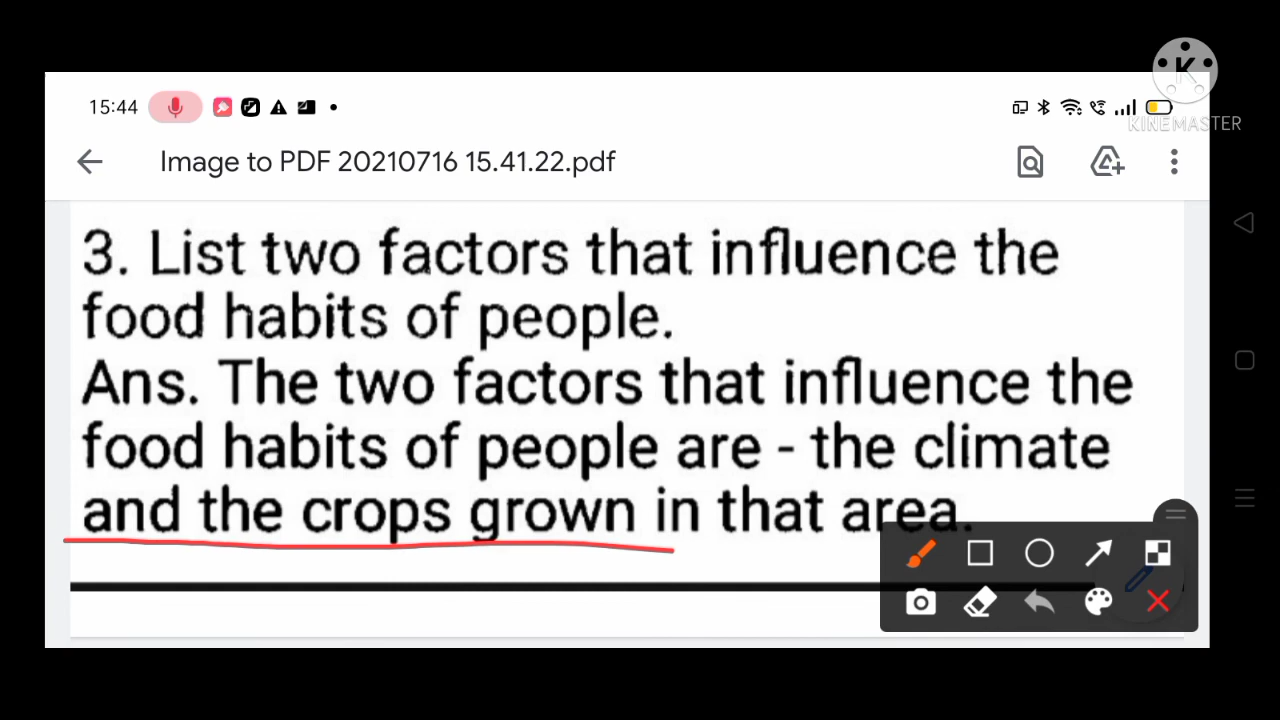 15:44
KINEMASTER
Image to PDF 20210716 15.41.22.pdf
3. List two factors that influence the
food habits of people.
Ans. The two factors that influence the
food habits of people are - the climate
and the crops grown in that area.